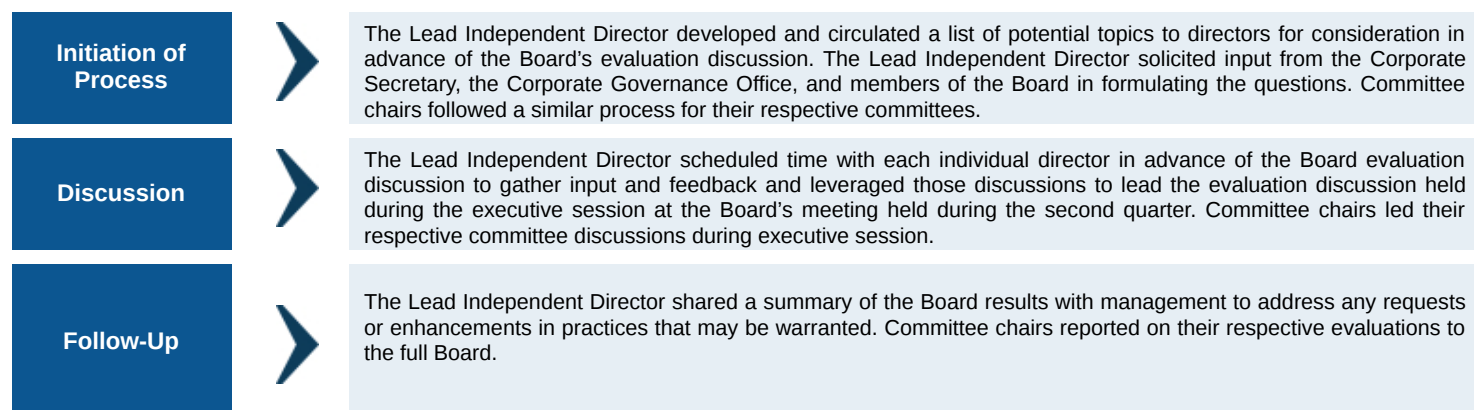 Initiation of
Process
The Lead Independent Director developed and circulated a list of potential topics to directors for consideration in
advance of the Board’s evaluation discussion. The Lead Independent Director solicited input from the Corporate
Secretary, the Corporate Governance Office, and members of the Board in formulating the questions. Committee
chairs followed a similar process for their respective committees.
Discussion
The Lead Independent Director scheduled time with each individual director in advance of the Board evaluation
discussion to gather input and feedback and leveraged those discussions to lead the evaluation discussion held
during the executive session at the Board’s meeting held during the second quarter. Committee chairs led their
respective committee discussions during executive session.
Follow-Up
The Lead Independent Director shared a summary of the Board results with management to address any requests
or enhancements in practices that may be warranted. Committee chairs reported on their respective evaluations to
the full Board.